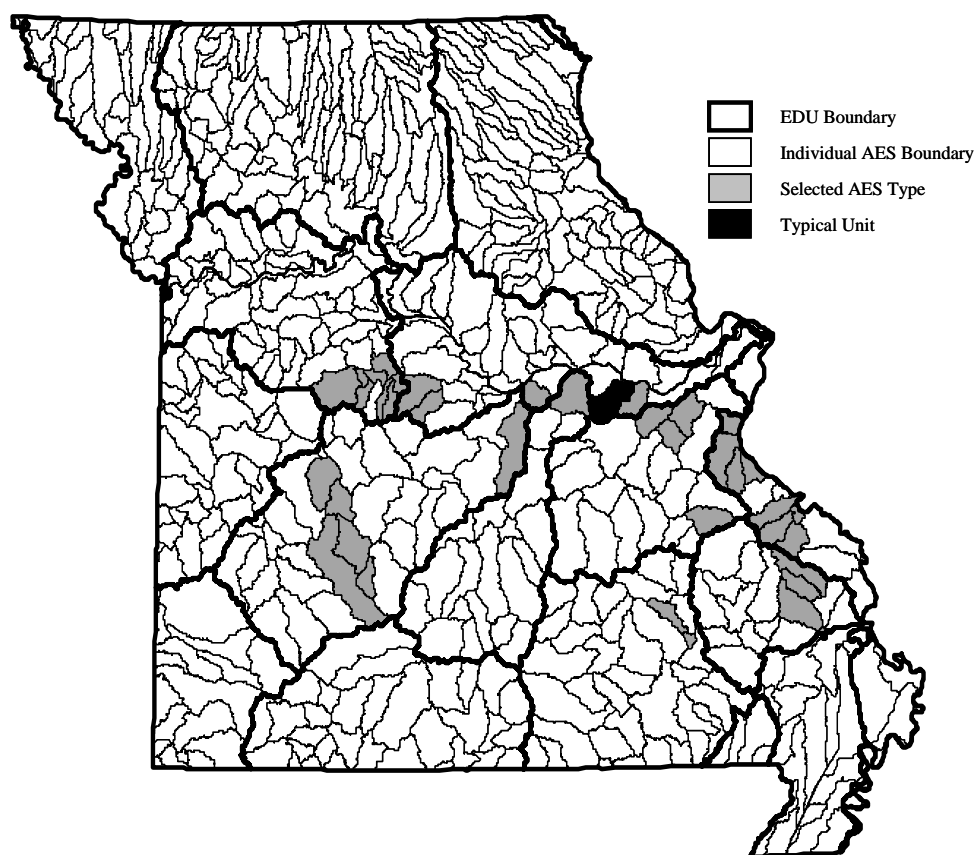 EDU Boundary
Individual AES Boundary
Selected AES Type
Typical Unit